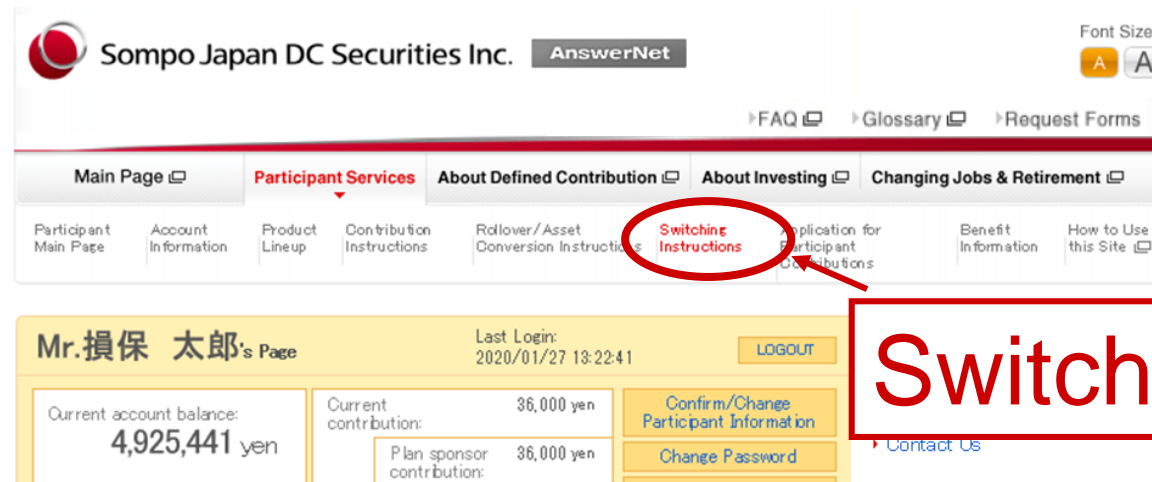 Sompo Japan DC Securities Inc. AnswerNet
Font Size
A A
FAQ Glossary Request Forms
Main Page Participant Services About Defined Contribution About Investing Changing Jobs & Retirement
Participant Main Page
Account Information
Product Lineup
Contribution Instructions
Rollover/Asset Conversion Instructions
Switching Instructions
Application for Participant Contributions
Benefit Information
How to Use this Site
Mr.損保 太郎's Page
Last Login:
2020/01/27 13:22:41
LOGOUT
Switch
Current account balance:
4,925,441 yen
Current contribution: 36,000 yen
Plan sponsor contribution: 36,000 yen
Confirm/Change
Participant Information
Change Password
Contact Us